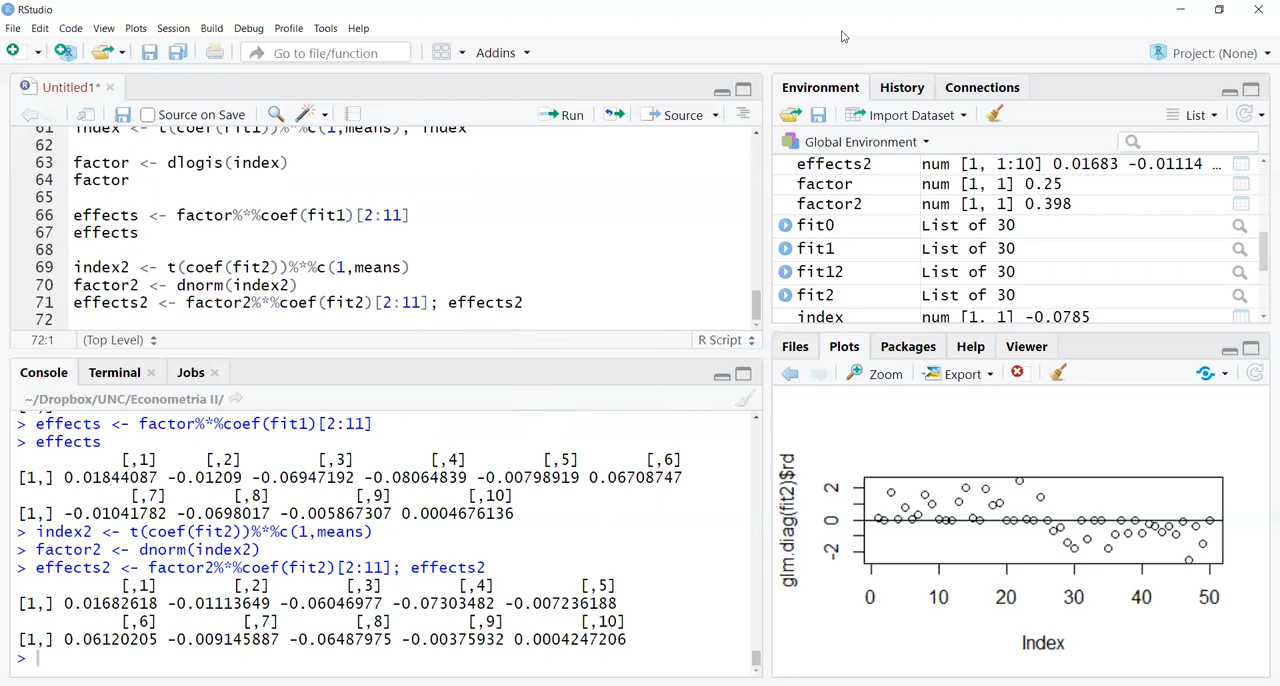 RStudio
File Edit Code View Plots Session Build Debug Profile Tools Help
Go to file/function Addins Project: (None)
Untitled1*
Source on Save Run Source
61 index <- t(coef(fit1))%*%c(1,means); index
62
63 factor <- dlogis(index)
64 factor
65
66 effects <- factor%*%coef(fit1)[2:11]
67 effects
68
69 index2 <- t(coef(fit2))%*%c(1,means)
70 factor2 <- dnorm(index2)
71 effects2 <- factor2%*%coef(fit2)[2:11]; effects2
72
72:1 (Top Level) R Script
Console Terminal Jobs
~/Dropbox/UNC/Econometria II/
> effects <- factor%*%coef(fit1)[2:11]
> effects
[,1] [,2] [,3] [,4] [,5] [,6]
[1,] 0.01844087 -0.01209 -0.06947192 -0.08064839 -0.00798919 0.06708747
[,7] [,8] [,9] [,10]
[1,] -0.01041782 -0.0698017 -0.005867307 0.0004676136
> index2 <- t(coef(fit2))%*%c(1,means)
> factor2 <- dnorm(index2)
> effects2 <- factor2%*%coef(fit2)[2:11]; effects2
[,1] [,2] [,3] [,4] [,5]
[1,] 0.01682618 -0.01113649 -0.06046977 -0.07303482 -0.007236188
[,6] [,7] [,8] [,9] [,10]
[1,] 0.06120205 -0.009145887 -0.06487975 -0.00375932 0.0004247206
>
Environment History Connections
Import Dataset List
Global Environment
effects2 num [1, 1:10] 0.01683 -0.01114 ...
factor num [1, 1] 0.25
factor2 num [1, 1] 0.398
fit0 List of 30
fit1 List of 30
fit12 List of 30
fit2 List of 30
index num [1, 1] -0.0785
Files Plots Packages Help Viewer
Zoom Export
glm.diag(fit2)$rd
2
0
-2
0 10 20 30 40 50
Index